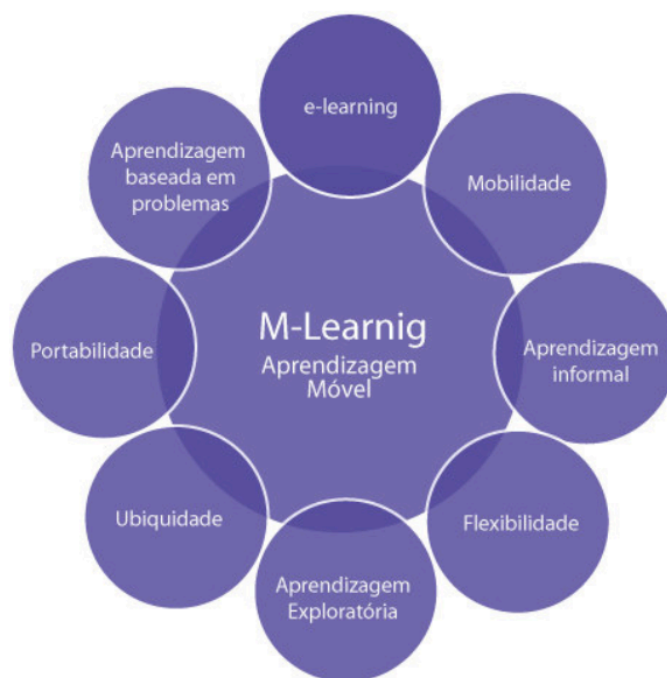 e-learning
Mobilidade
Aprendizagem
informal
Flexibilidade
Aprendizagem
Exploratória
Ubiquidade
Portabilidade
Aprendizagem
baseada em
problemas
M-Learnig
Aprendizagem
Móvel